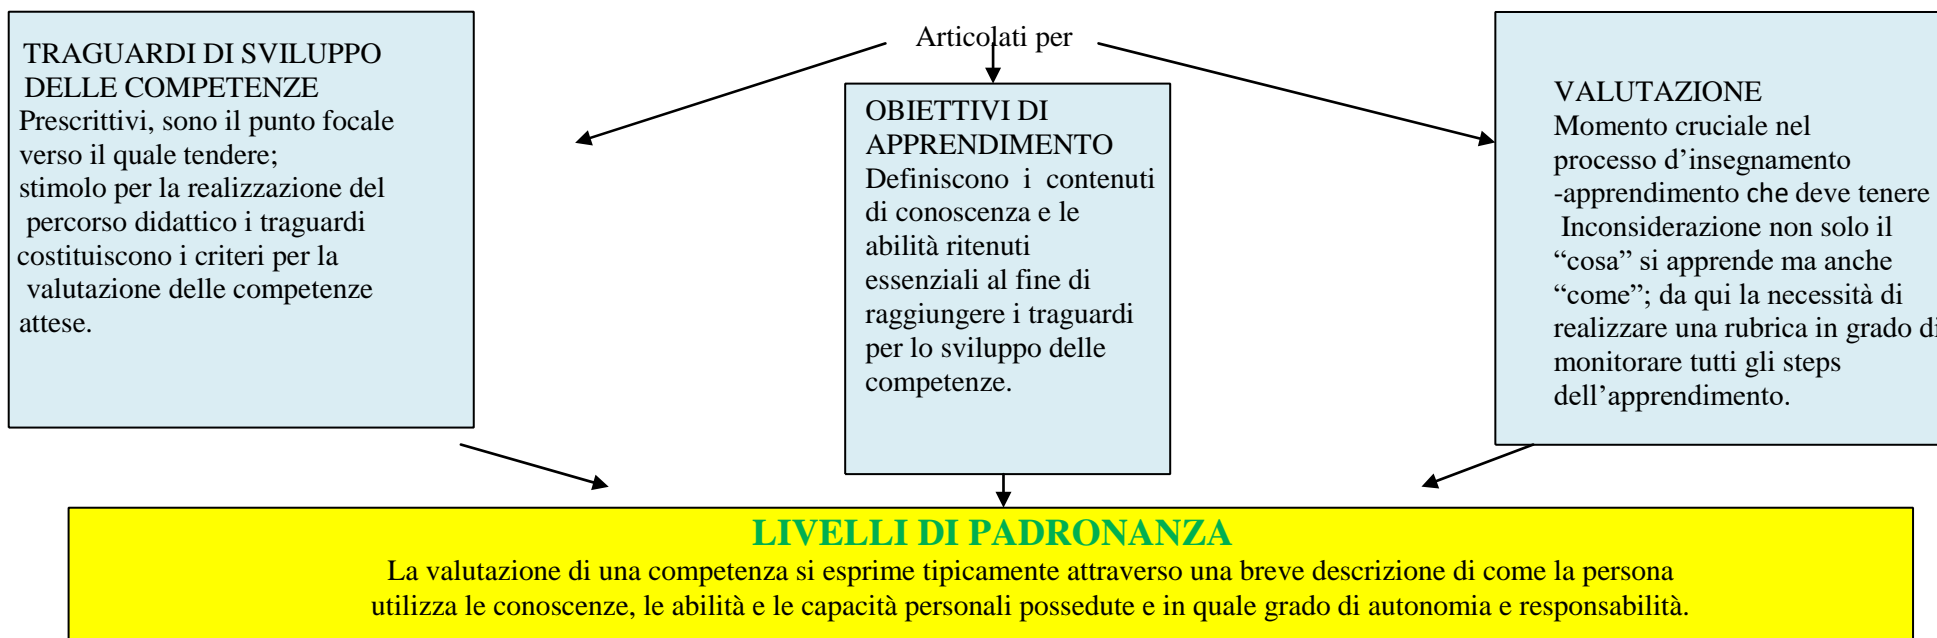 Articolati per
TRAGUARDI DI SVILUPPO
DELLE COMPETENZE
Prescrittivi, sono il punto focale
verso il quale tendere;
stimolo per la realizzazione del
percorso didattico i traguardi
costituiscono i criteri per la
valutazione delle competenze
attese.
OBIETTIVI DI
APPRENDIMENTO
Definiscono i contenuti
di conoscenza e le
abilità ritenuti
essenziali al fine di
raggiungere i traguardi
per lo sviluppo delle
competenze.
VALUTAZIONE
Momento cruciale nel
processo d’insegnamento
-apprendimento che deve tenere
Inconsiderazione non solo il
“cosa” si apprende ma anche
“come”; da qui la necessità di
realizzare una rubrica in grado di
monitorare tutti gli steps
dell’apprendimento.
LIVELLI DI PADRONANZA
La valutazione di una competenza si esprime tipicamente attraverso una breve descrizione di come la persona
utilizza le conoscenze, le abilità e le capacità personali possedute e in quale grado di autonomia e responsabilità.